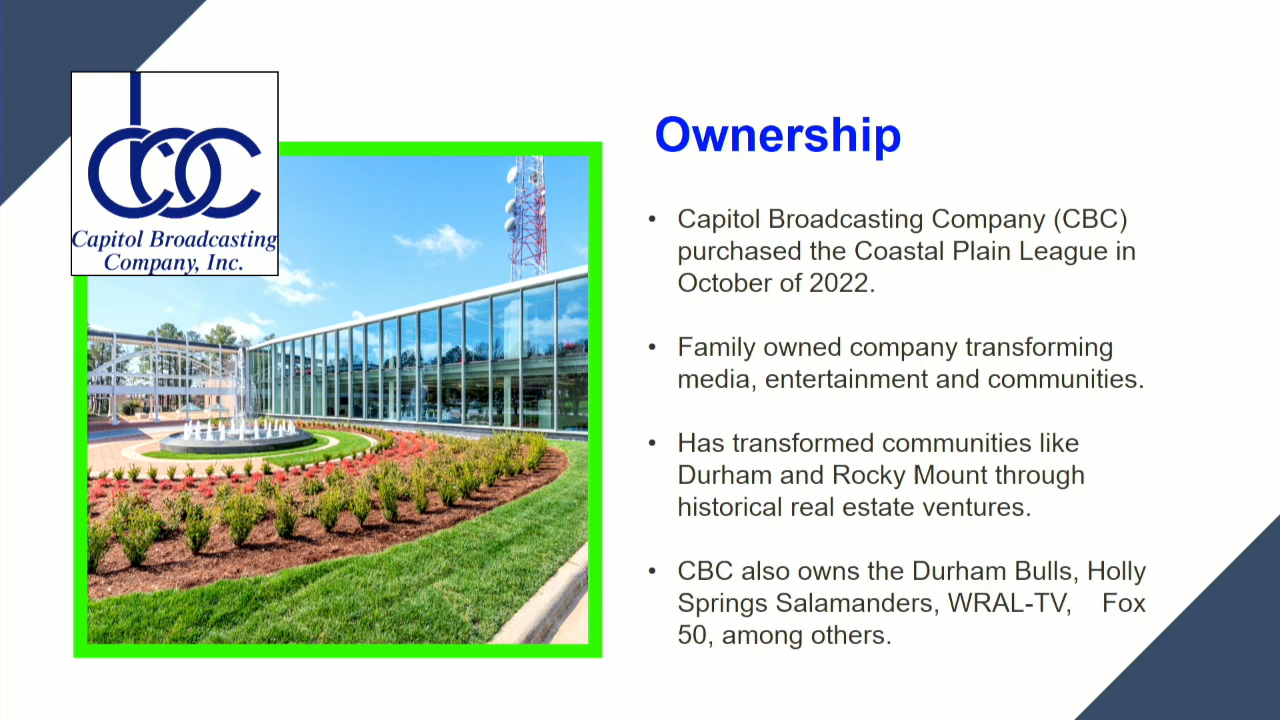 CBC
Capitol Broadcasting
Company, Inc.
Ownership
• Capitol Broadcasting Company (CBC)
purchased the Coastal Plain League in
October of 2022.
• Family owned company transforming
media, entertainment and communities.
• Has transformed communities like
Durham and Rocky Mount through
historical real estate ventures.
• CBC also owns the Durham Bulls, Holly
Springs Salamanders, WRAL-TV, Fox
50, among others.